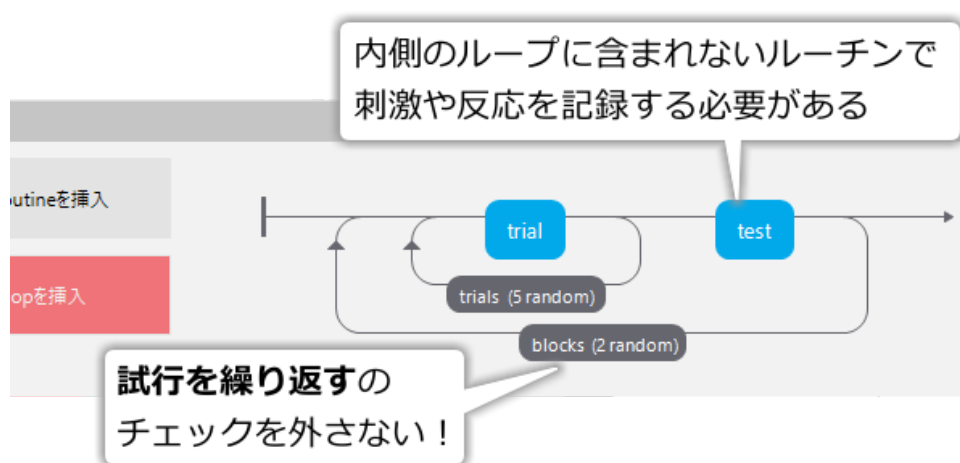 内側のループに含まれないルーチンで
刺激や反応を記録する必要がある
outineを挿入
trial
test
opを挿入
trials (5 random)
blocks (2 random)
試行を繰り返すの
チェックを外さない！